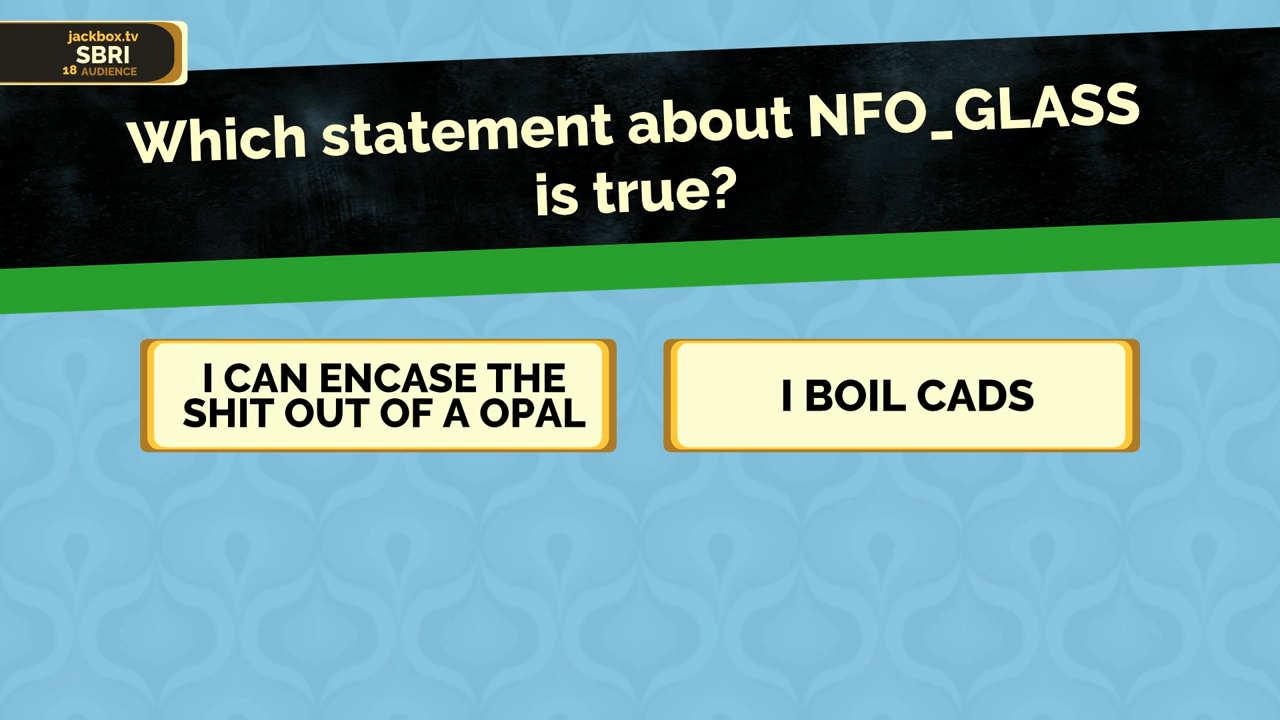 jackbox.tv
SBRI
18 AUDIENCE
Which statement about NFO_GLASS
is true?
I CAN ENCASE THE
SHIT OUT OF A OPAL
I BOIL CADS